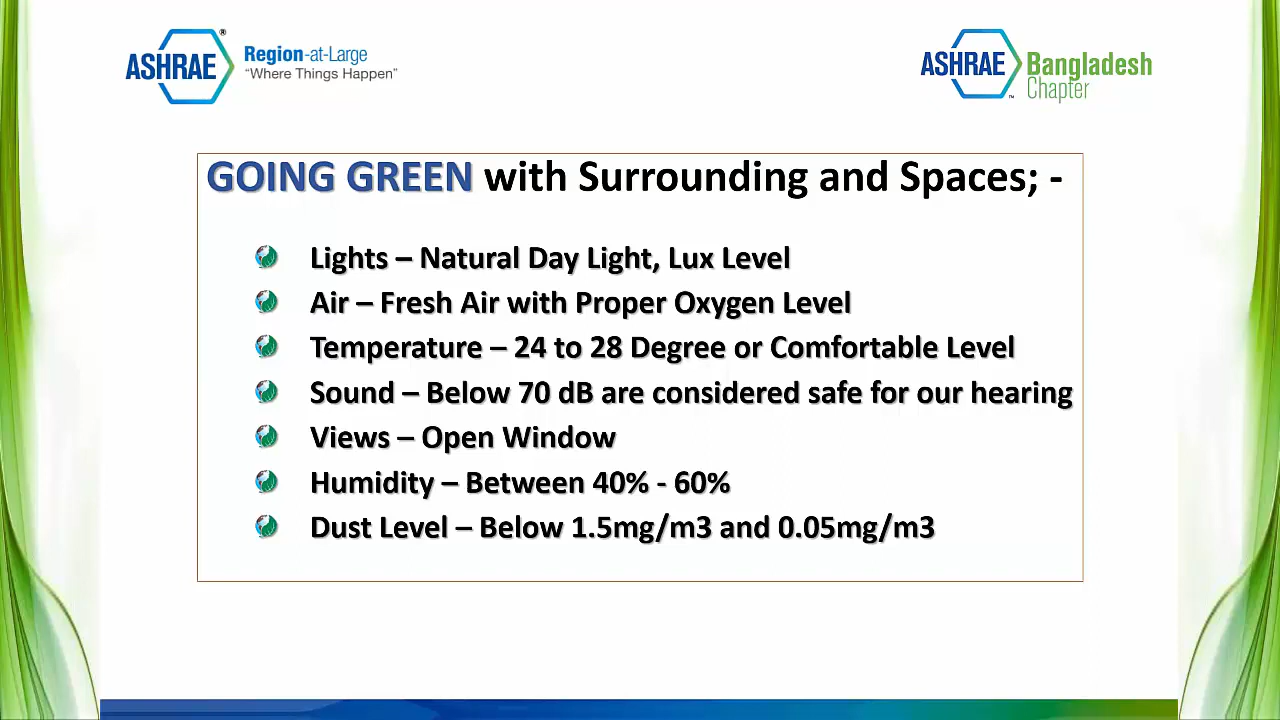 ASHRAE®
Region-at-Large
“Where Things Happen”
ASHRAE™
Bangladesh
Chapter
GOING GREEN with Surrounding and Spaces; -
Lights – Natural Day Light, Lux Level
Air – Fresh Air with Proper Oxygen Level
Temperature – 24 to 28 Degree or Comfortable Level
Sound – Below 70 dB are considered safe for our hearing
Views – Open Window
Humidity – Between 40% - 60%
Dust Level – Below 1.5mg/m3 and 0.05mg/m3